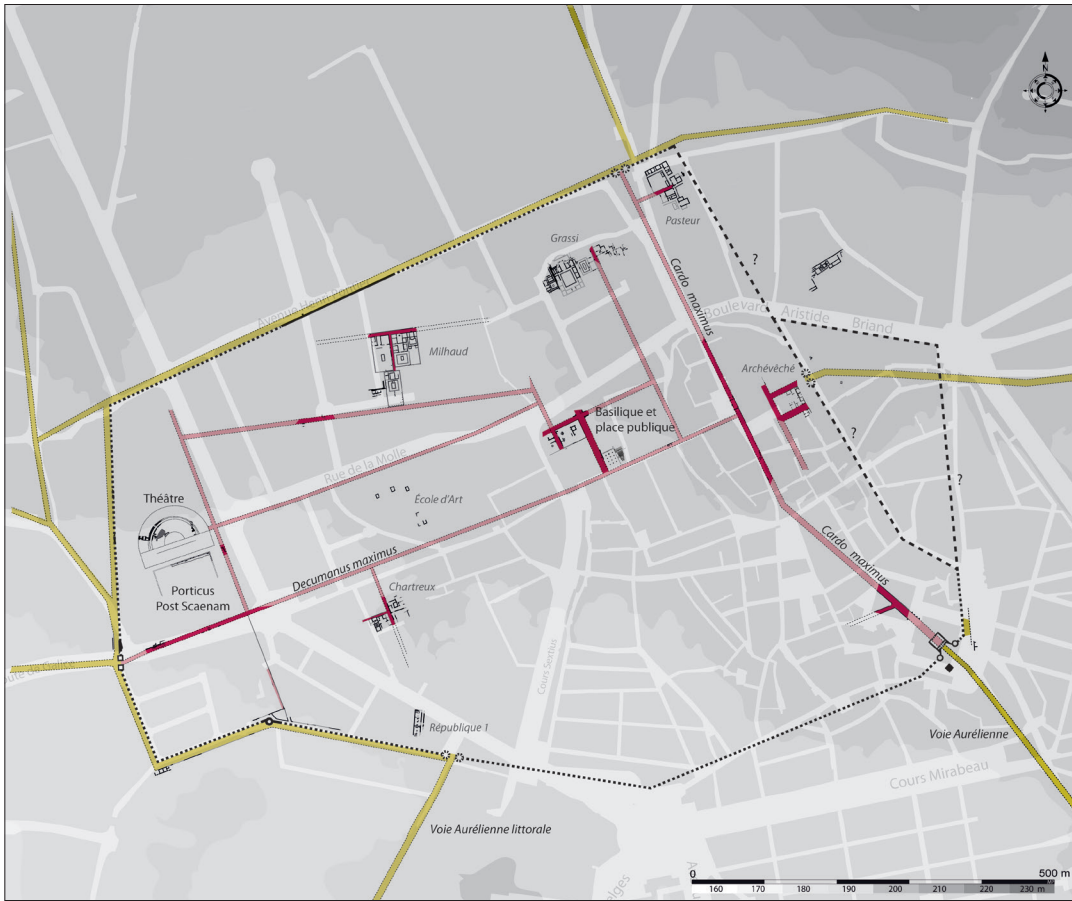 N
Pasteur
Grassi
?
Cardo maximus
Avenue Henri
Boulevard Aristide Briand
Milhaud
Archévêché
Basilique et
place publique
?
Rue de la Molle
?
École d'Art
Théâtre
Cardo maximus
Decumanus maximus
Chartreux
Porticus
Post Scaenam
Cours Sextius
République 1
Voie Aurélienne
Cours Mirabeau
Voie Aurélienne littorale
0 500 m
160 170 180 190 200 210 220 230 m